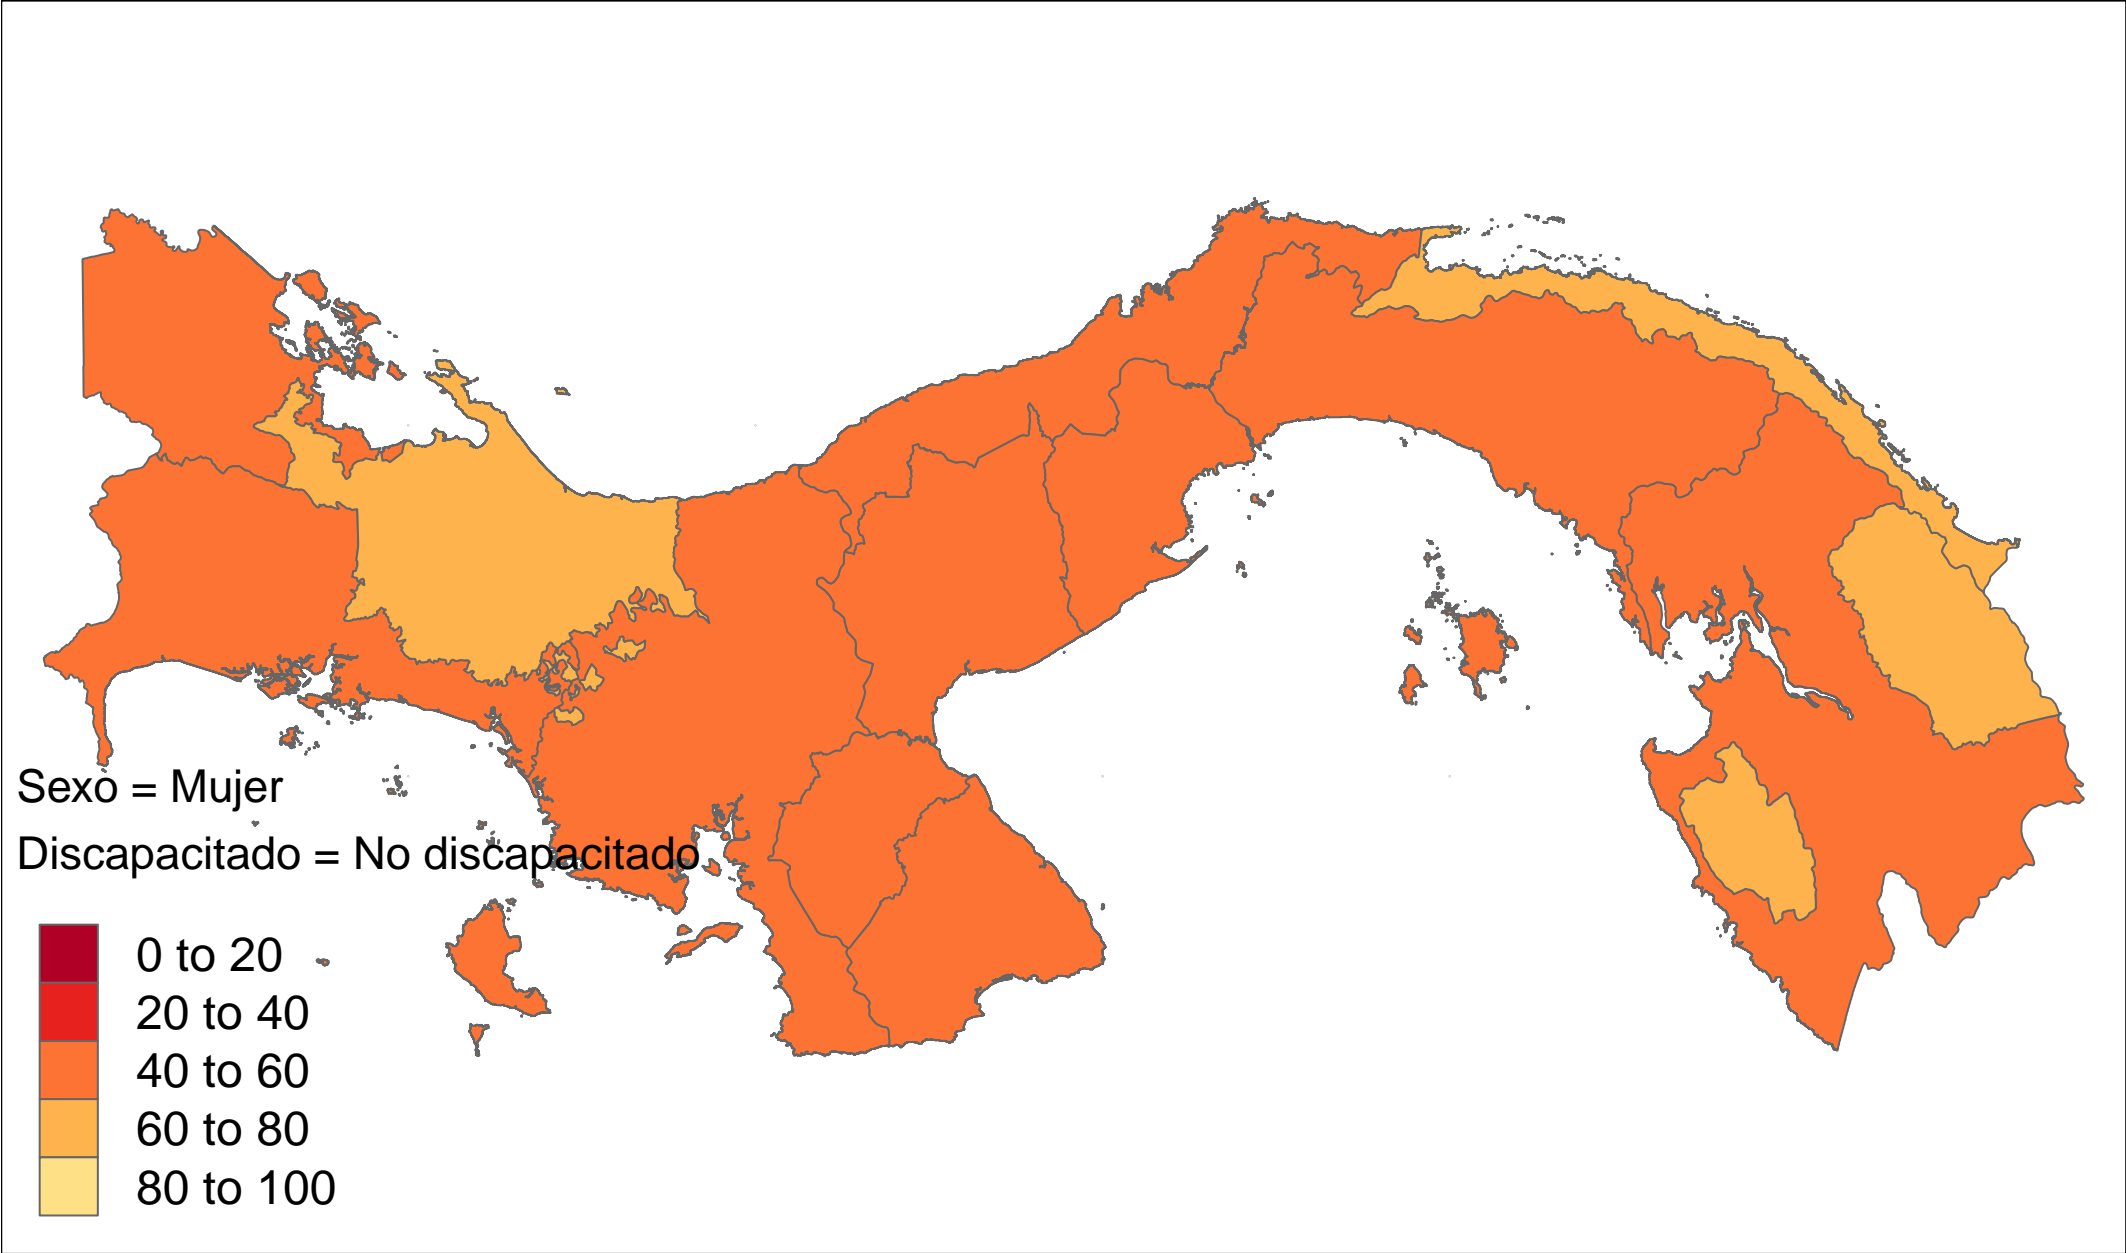 Sexo = Mujer
Discapacitado = No discapacitado
0 to 20
20 to 40
40 to 60
60 to 80
80 to 100